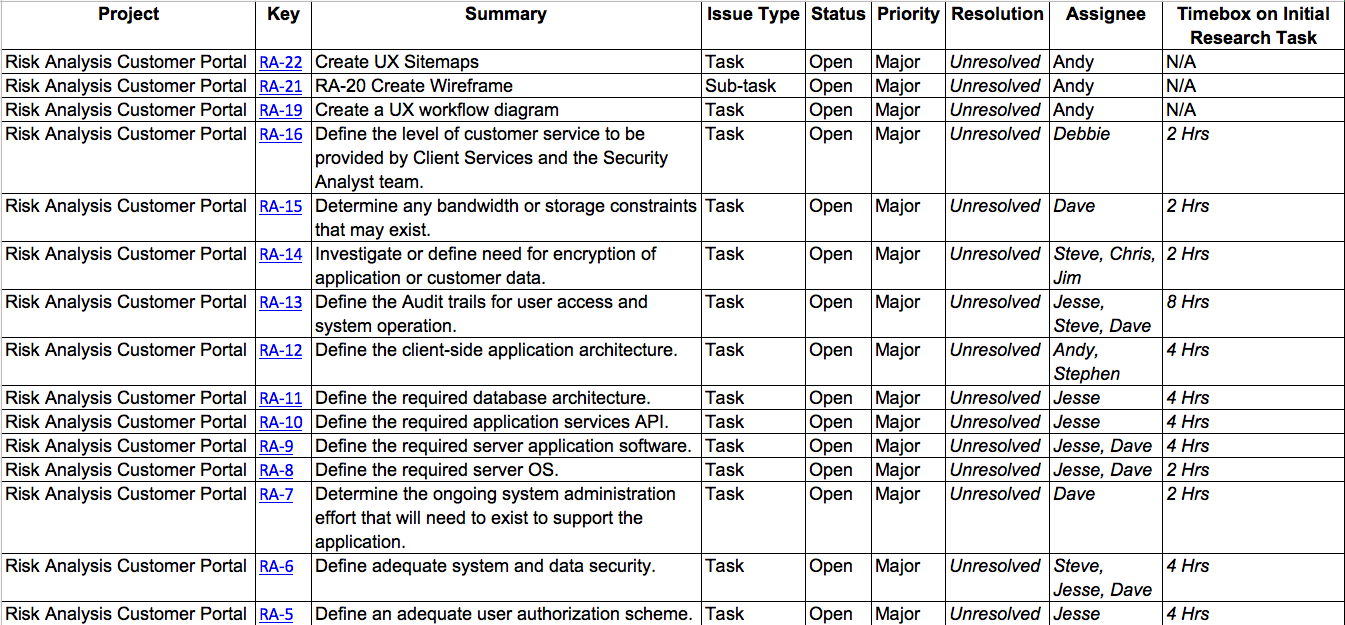 Project Key Summary Issue Type Status Priority Resolution Assignee Timebox on Initial
Research Task
Risk Analysis Customer Portal RA-22 Create UX Sitemaps Task Open Major Unresolved Andy N/A
Risk Analysis Customer Portal RA-21 RA-20 Create Wireframe Sub-task Open Major Unresolved Andy N/A
Risk Analysis Customer Portal RA-19 Create a UX workflow diagram Task Open Major Unresolved Andy N/A
Risk Analysis Customer Portal RA-16 Define the level of customer service to be Task Open Major Unresolved Debbie 2 Hrs
provided by Client Services and the Security
Analyst team.
Risk Analysis Customer Portal RA-15 Determine any bandwidth or storage constraints Task Open Major Unresolved Dave 2 Hrs
that may exist.
Risk Analysis Customer Portal RA-14 Investigate or define need for encryption of Task Open Major Unresolved Steve, Chris, 2 Hrs
application or customer data. Jim
Risk Analysis Customer Portal RA-13 Define the Audit trails for user access and Task Open Major Unresolved Jesse, 8 Hrs
system operation. Steve, Dave
Risk Analysis Customer Portal RA-12 Define the client-side application architecture. Task Open Major Unresolved Andy, 4 Hrs
Stephen
Risk Analysis Customer Portal RA-11 Define the required database architecture. Task Open Major Unresolved Jesse 4 Hrs
Risk Analysis Customer Portal RA-10 Define the required application services API. Task Open Major Unresolved Jesse 4 Hrs
Risk Analysis Customer Portal RA-9 Define the required server application software. Task Open Major Unresolved Jesse, Dave 4 Hrs
Risk Analysis Customer Portal RA-8 Define the required server OS. Task Open Major Unresolved Jesse, Dave 2 Hrs
Risk Analysis Customer Portal RA-7 Determine the ongoing system administration Task Open Major Unresolved Dave 2 Hrs
effort that will need to exist to support the
application.
Risk Analysis Customer Portal RA-6 Define adequate system and data security. Task Open Major Unresolved Steve, 4 Hrs
Jesse, Dave
Risk Analysis Customer Portal RA-5 Define an adequate user authorization scheme. Task Open Major Unresolved Jesse 4 Hrs